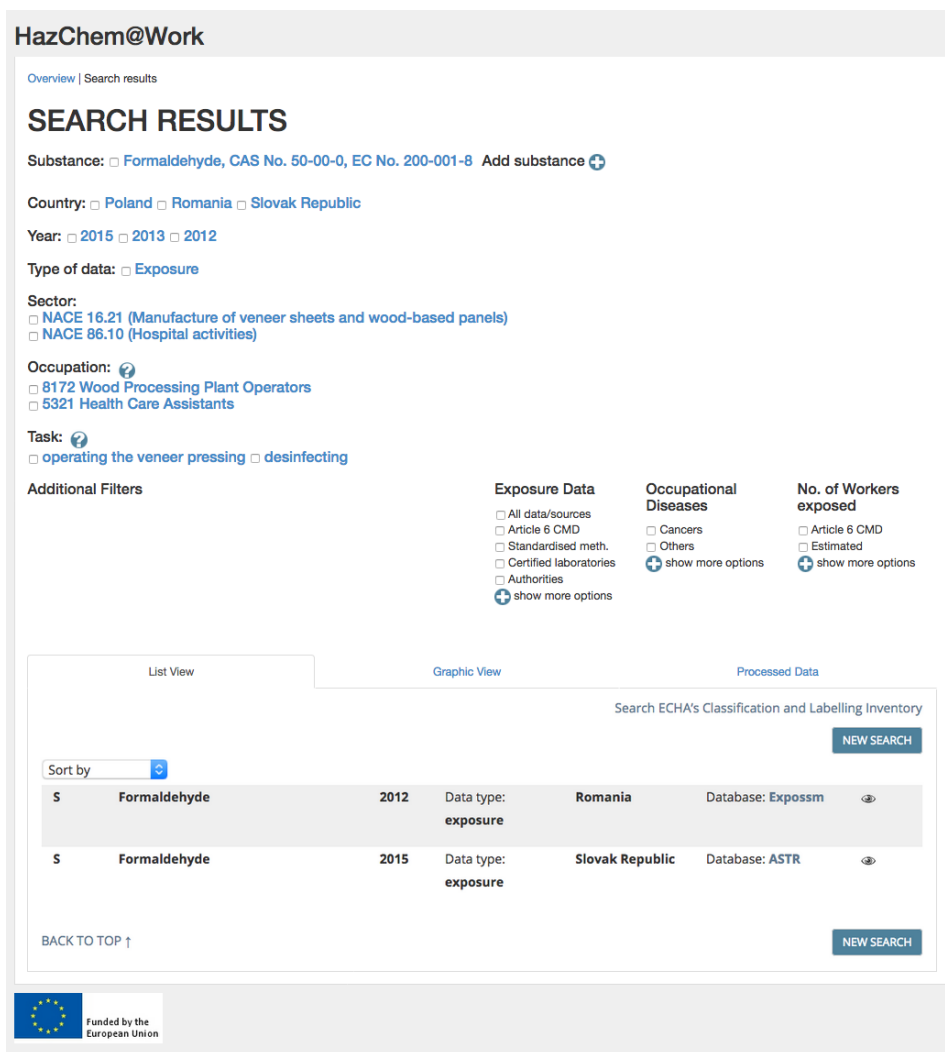 HazChem@Work
Overview | Search results
SEARCH RESULTS
Substance: Formaldehyde, CAS No. 50-00-0, EC No. 200-001-8 Add substance
Country: Poland Romania Slovak Republic
Year: 2015 2013 2012
Type of data: Exposure
Sector:
NACE 16.21 (Manufacture of veneer sheets and wood-based panels)
NACE 86.10 (Hospital activities)
Occupation: ?
8172 Wood Processing Plant Operators
5321 Health Care Assistants
Task: ?
operating the veneer pressing desinfecting
Additional Filters
Exposure Data
All data/sources
Article 6 CMD
Standardised meth.
Certified laboratories
Authorities
show more options
Occupational
Diseases
Cancers
Others
show more options
No. of Workers
exposed
Article 6 CMD
Estimated
show more options
List View Graphic View Processed Data
Search ECHA's Classification and Labelling Inventory
NEW SEARCH
Sort by
S Formaldehyde 2012 Data type: Romania Database: Expossm
exposure
S Formaldehyde 2015 Data type: Slovak Republic Database: ASTR
exposure
BACK TO TOP ↑ NEW SEARCH
Funded by the
European Union